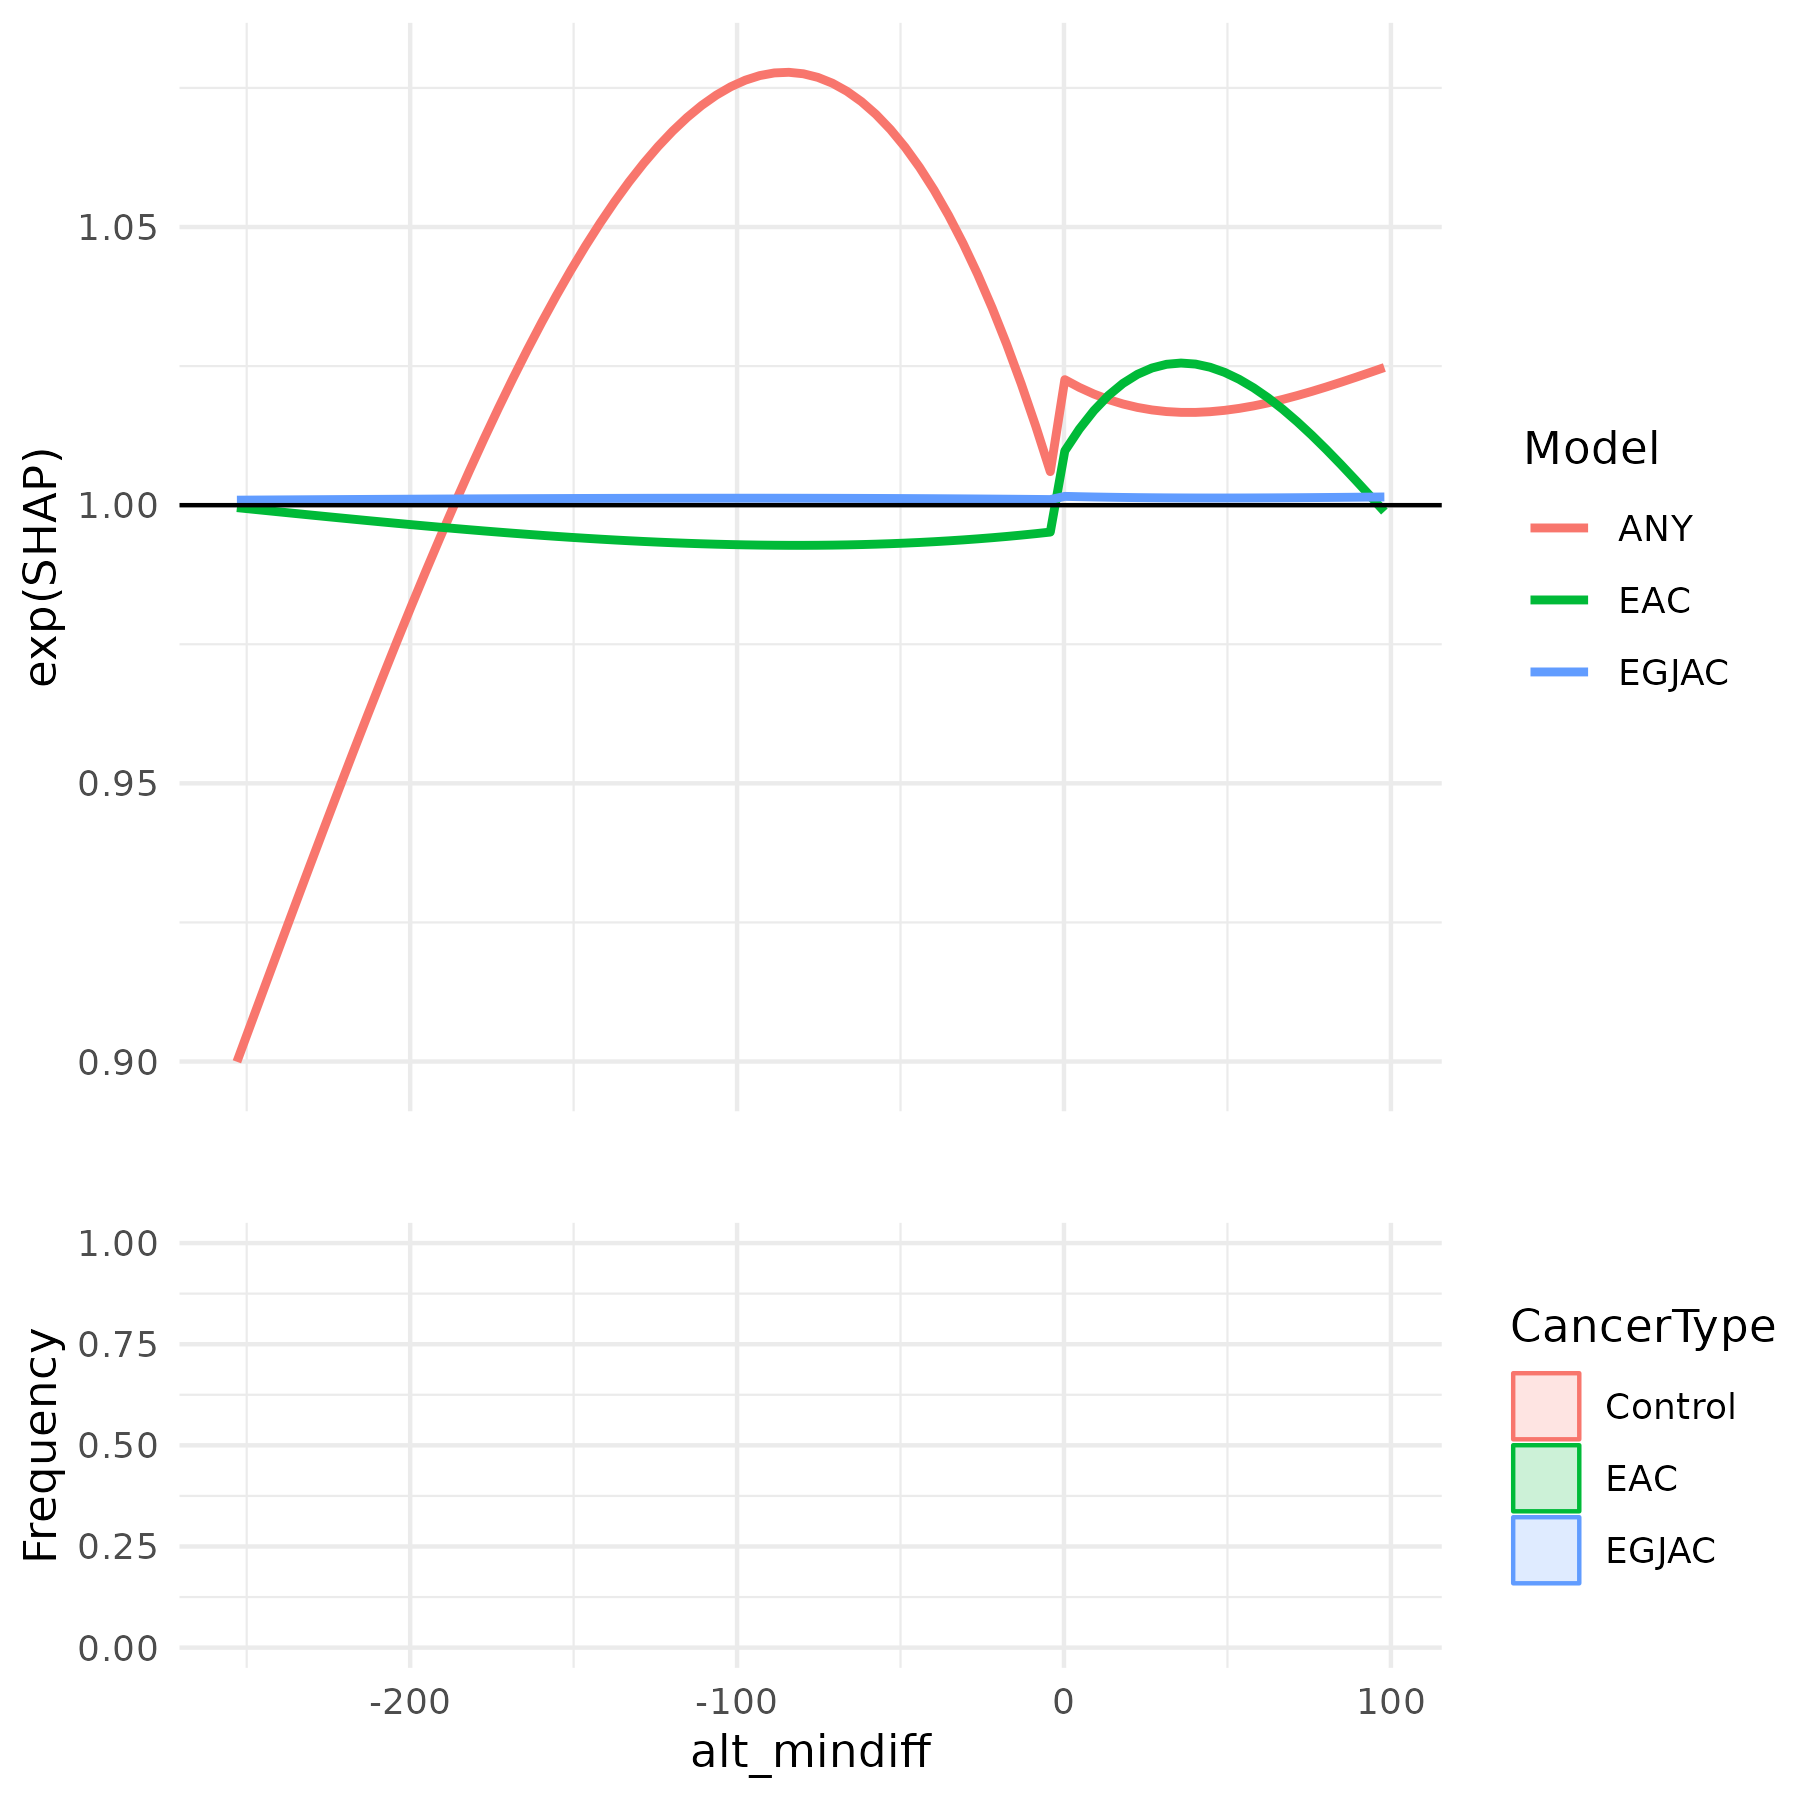 exp(SHAP)
1.05
1.00
0.95
0.90
Model
ANY
EAC
EGJAC
Frequency
1.00
0.75
0.50
0.25
0.00
-200
-100
0
100
alt_mindiff
CancerType
Control
EAC
EGJAC